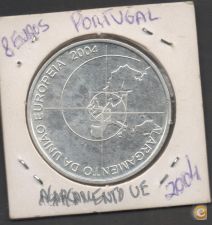 8 EUROS PORTUGAL
ALARGAMENTO DA UNIÃO EUROPEIA 2004
ALARGAMENTO UE 2004